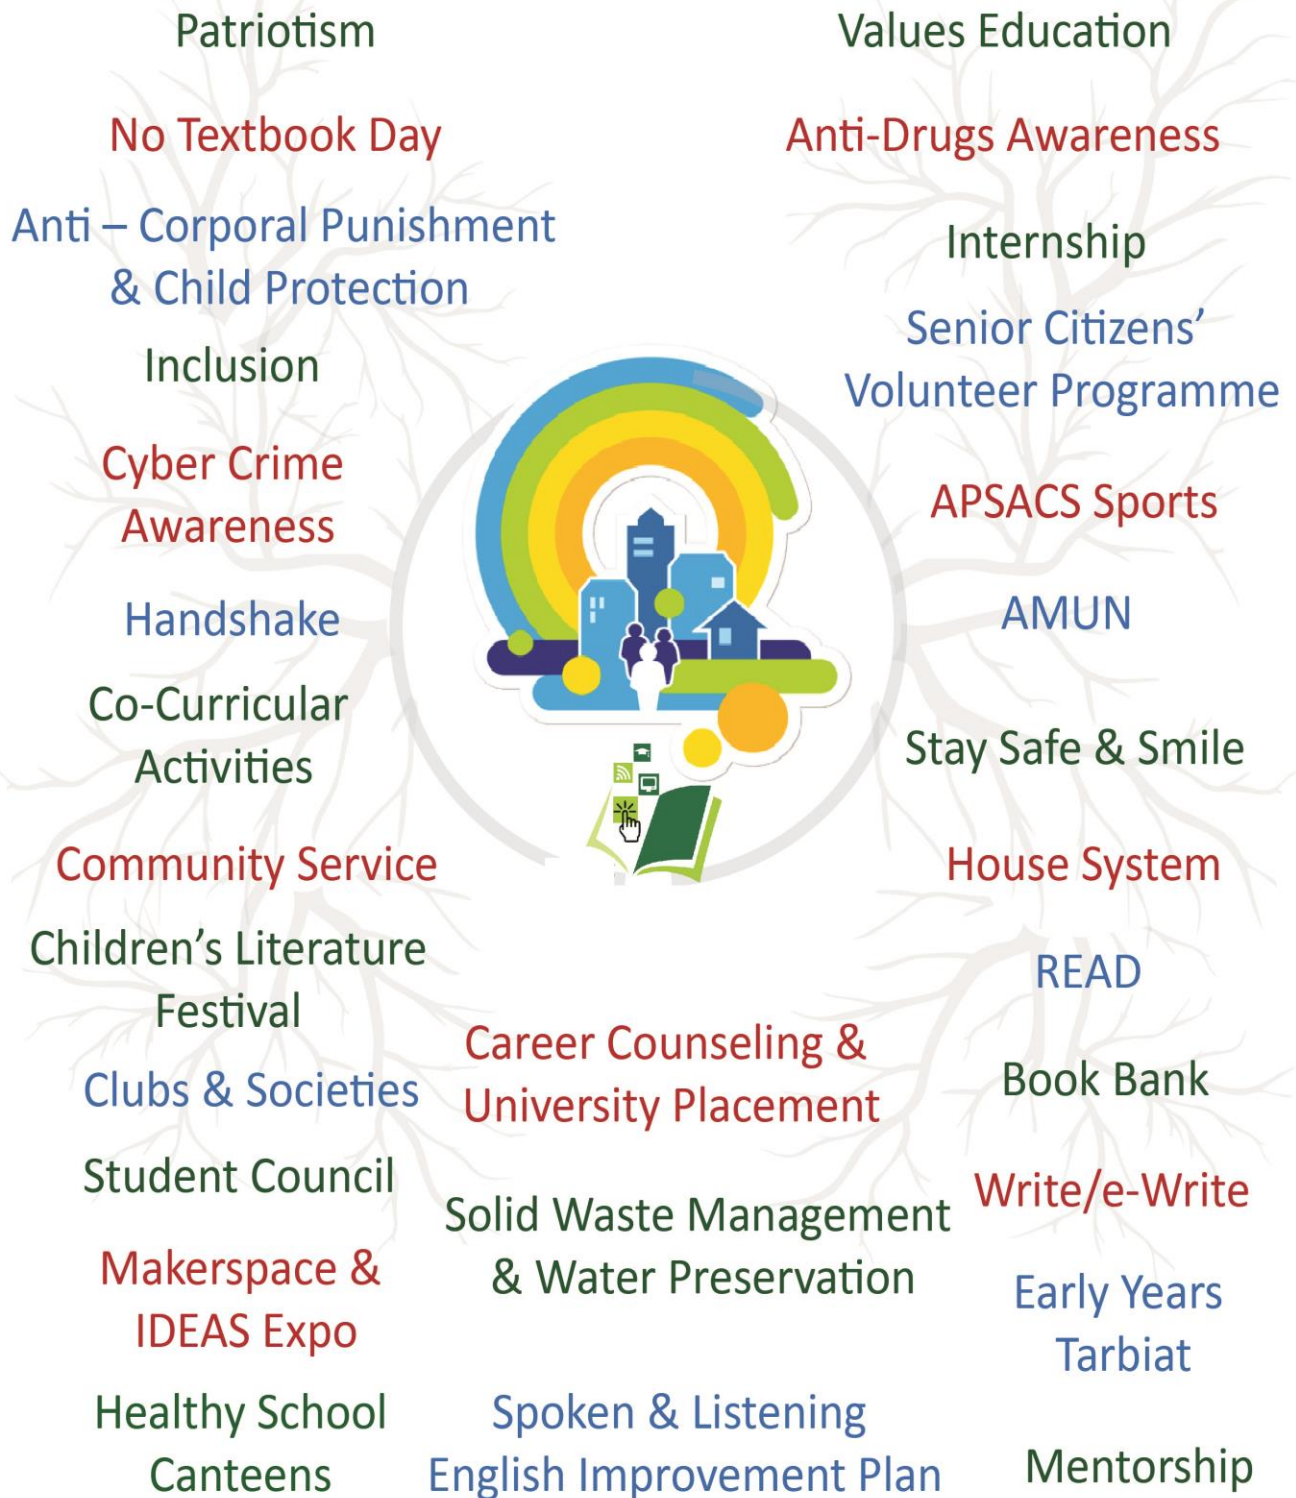 Patriotism
No Textbook Day
Anti – Corporal Punishment
& Child Protection
Inclusion
Cyber Crime
Awareness
Handshake
Co-Curricular
Activities
Community Service
Children’s Literature
Festival
Clubs & Societies
Student Council
Makerspace &
IDEAS Expo
Healthy School
Canteens
Career Counseling &
University Placement
Solid Waste Management
& Water Preservation
Spoken & Listening
English Improvement Plan
Values Education
Anti-Drugs Awareness
Internship
Senior Citizens’
Volunteer Programme
APSACS Sports
AMUN
Stay Safe & Smile
House System
READ
Book Bank
Write/e-Write
Early Years
Tarbiat
Mentorship